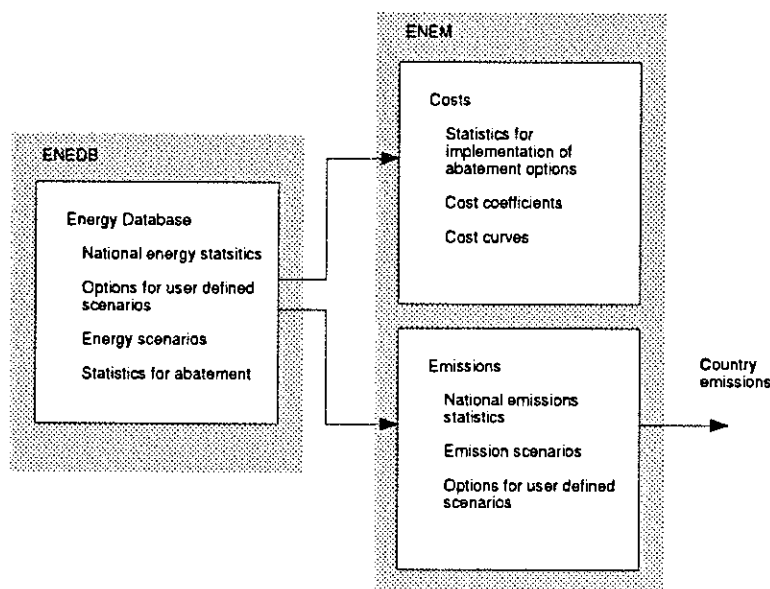 ENEDB
Energy Database
National energy statsitics
Options for user defined
scenarios
Energy scenarios
Statistics for abatement
ENEM
Costs
Statistics for
implementation of
abatement options
Cost coefficients
Cost curves
Emissions
National emissions
statistics
Emission scenarios
Options for user defined
scenarios
Country
emissions